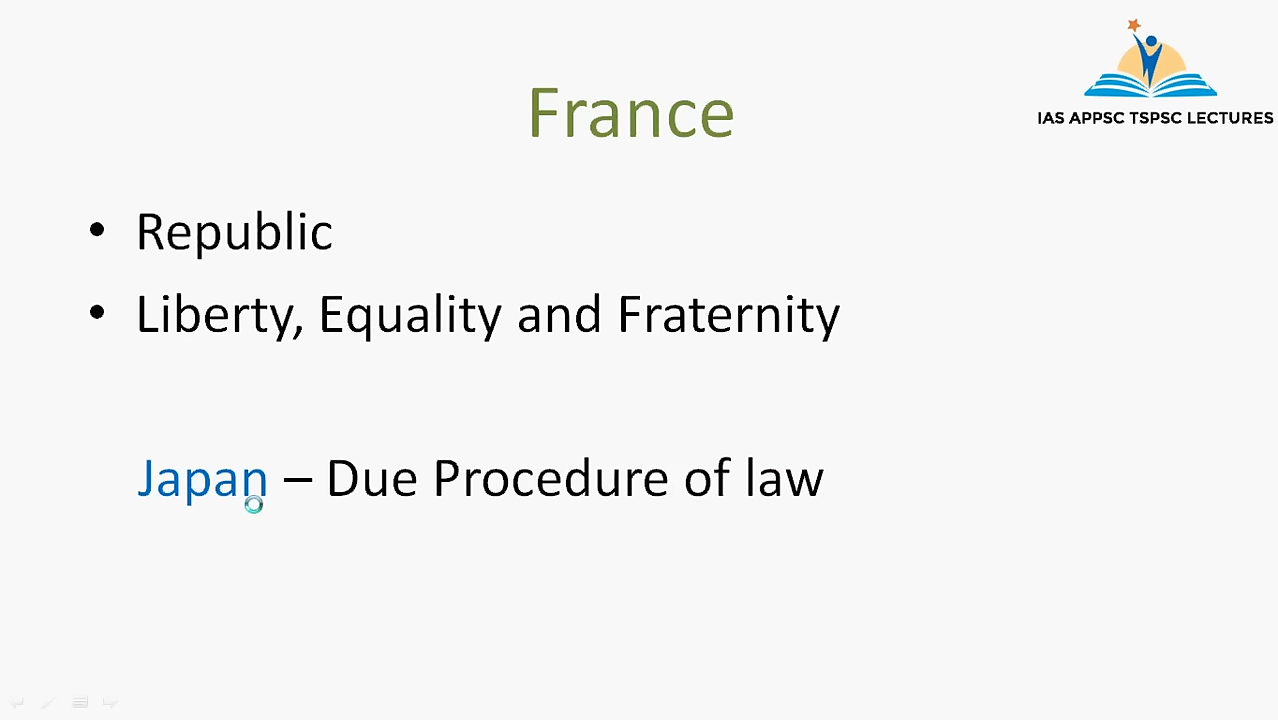 IAS APPSC TSPSC LECTURES
France
• Republic
• Liberty, Equality and Fraternity
Japan – Due Procedure of law